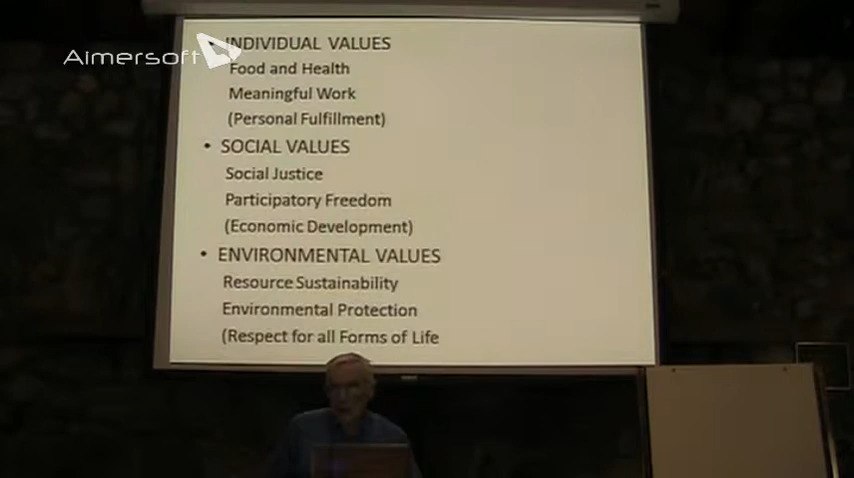 Aimersoft
• INDIVIDUAL VALUES
Food and Health
Meaningful Work
(Personal Fulfillment)
• SOCIAL VALUES
Social Justice
Participatory Freedom
(Economic Development)
• ENVIRONMENTAL VALUES
Resource Sustainability
Environmental Protection
(Respect for all Forms of Life